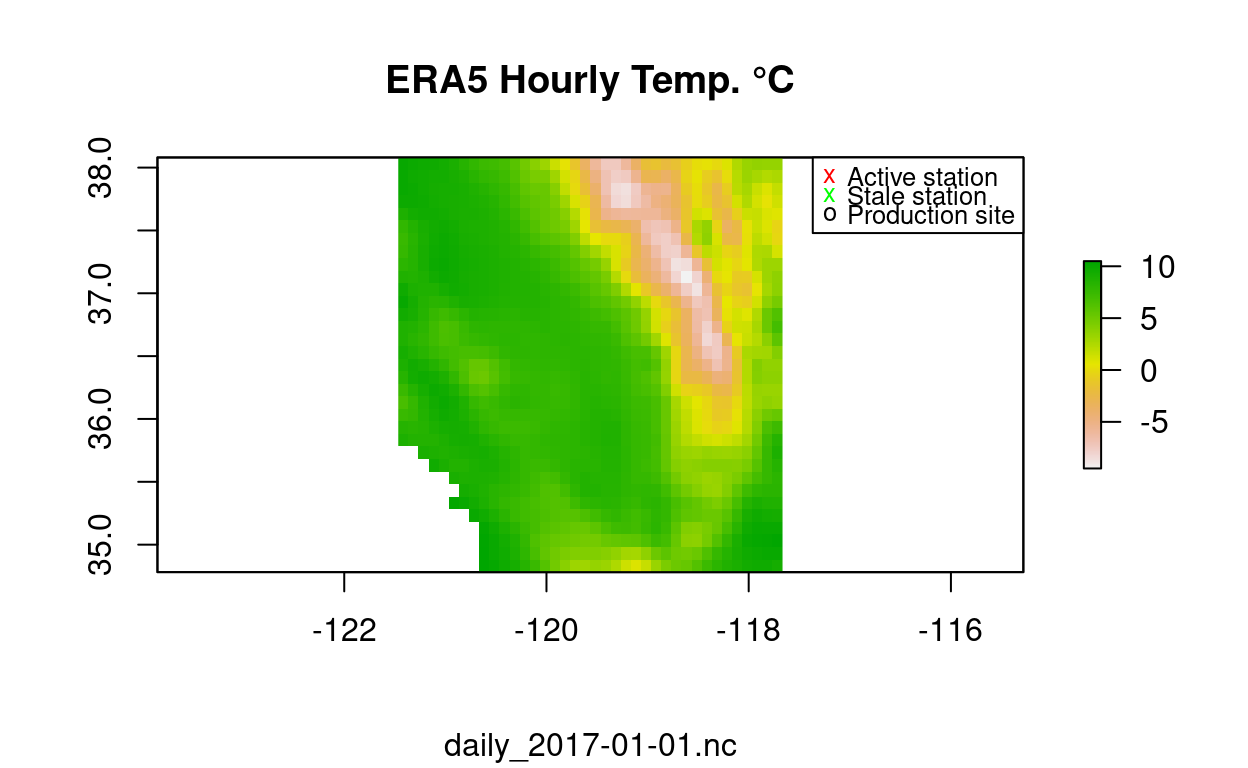 ERA5 Hourly Temp. °C
38.0
37.0
36.0
35.0
x Active station
x Stale station
o Production site
10
5
0
-5
-122 -120 -118 -116
daily_2017-01-01.nc